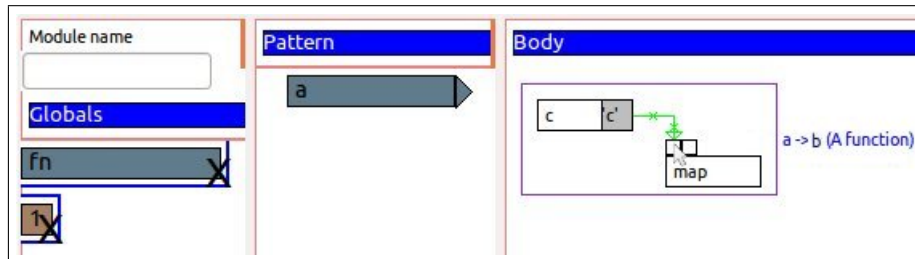 Module name
Globals
fn
X
1
X
Pattern
a
Body
c 'c'
map
a -> b (A function)